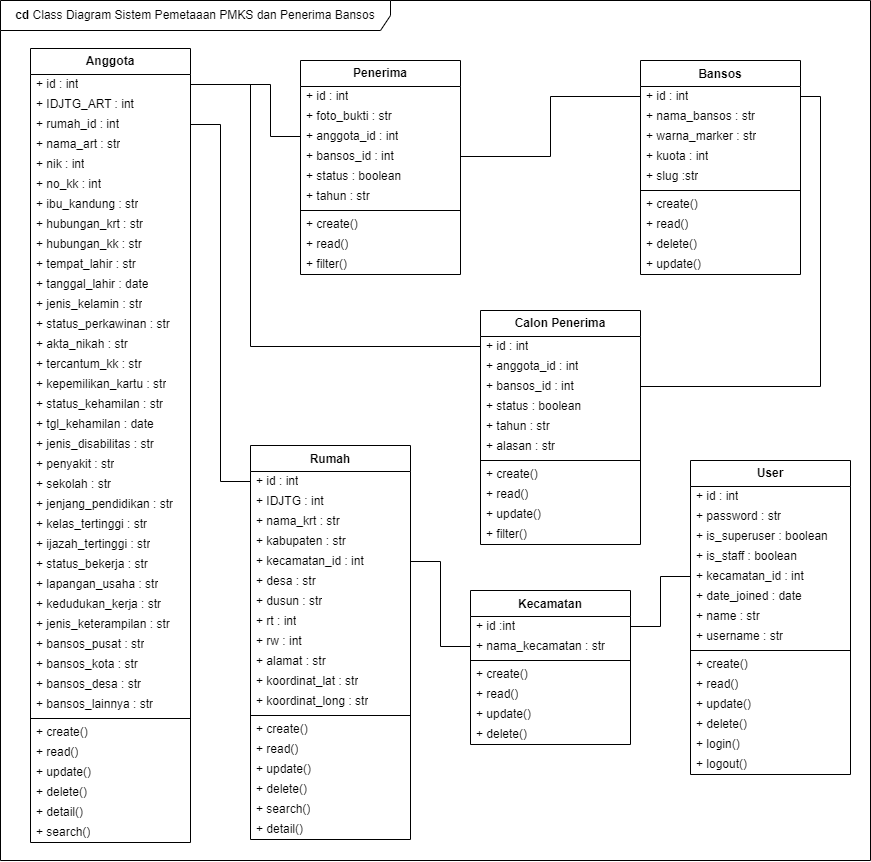 cd Class Diagram Sistem Pemetaaan PMKS dan Penerima Bansos
Anggota
+ id : int
+ IDJTG_ART : int
+ rumah_id : int
+ nama_art : str
+ nik : int
+ no_kk : int
+ ibu_kandung : str
+ hubungan_krt : str
+ hubungan_kk : str
+ tempat_lahir : str
+ tanggal_lahir : date
+ jenis_kelamin : str
+ status_perkawinan : str
+ akta_nikah : str
+ tercantum_kk : str
+ kepemilikan_kartu : str
+ status_kehamilan : str
+ tgl_kehamilan : date
+ jenis_disabilitas : str
+ penyakit : str
+ sekolah : str
+ jenjang_pendidikan : str
+ kelas_tertinggi : str
+ ijazah_tertinggi : str
+ status_bekerja : str
+ lapangan_usaha : str
+ kedudukan_kerja : str
+ jenis_keterampilan : str
+ bansos_pusat : str
+ bansos_kota : str
+ bansos_desa : str
+ bansos_lainnya : str
+ create()
+ read()
+ update()
+ delete()
+ detail()
+ search()
Penerima
+ id : int
+ foto_bukti : str
+ anggota_id : int
+ bansos_id : int
+ status : boolean
+ tahun : str
+ create()
+ read()
+ filter()
Bansos
+ id : int
+ nama_bansos : str
+ warna_marker : str
+ kuota : int
+ slug :str
+ create()
+ read()
+ delete()
+ update()
Calon Penerima
+ id : int
+ anggota_id : int
+ bansos_id : int
+ status : boolean
+ tahun : str
+ alasan : str
+ create()
+ read()
+ update()
+ filter()
Rumah
+ id : int
+ IDJTG : int
+ nama_krt : str
+ kabupaten : str
+ kecamatan_id : int
+ desa : str
+ dusun : str
+ rt : int
+ rw : int
+ alamat : str
+ koordinat_lat : str
+ koordinat_long : str
+ create()
+ read()
+ update()
+ delete()
+ search()
+ detail()
Kecamatan
+ id :int
+ nama_kecamatan : str
+ create()
+ read()
+ update()
+ delete()
User
+ id : int
+ password : str
+ is_superuser : boolean
+ is_staff : boolean
+ kecamatan_id : int
+ date_joined : date
+ name : str
+ username : str
+ create()
+ read()
+ update()
+ delete()
+ login()
+ logout()